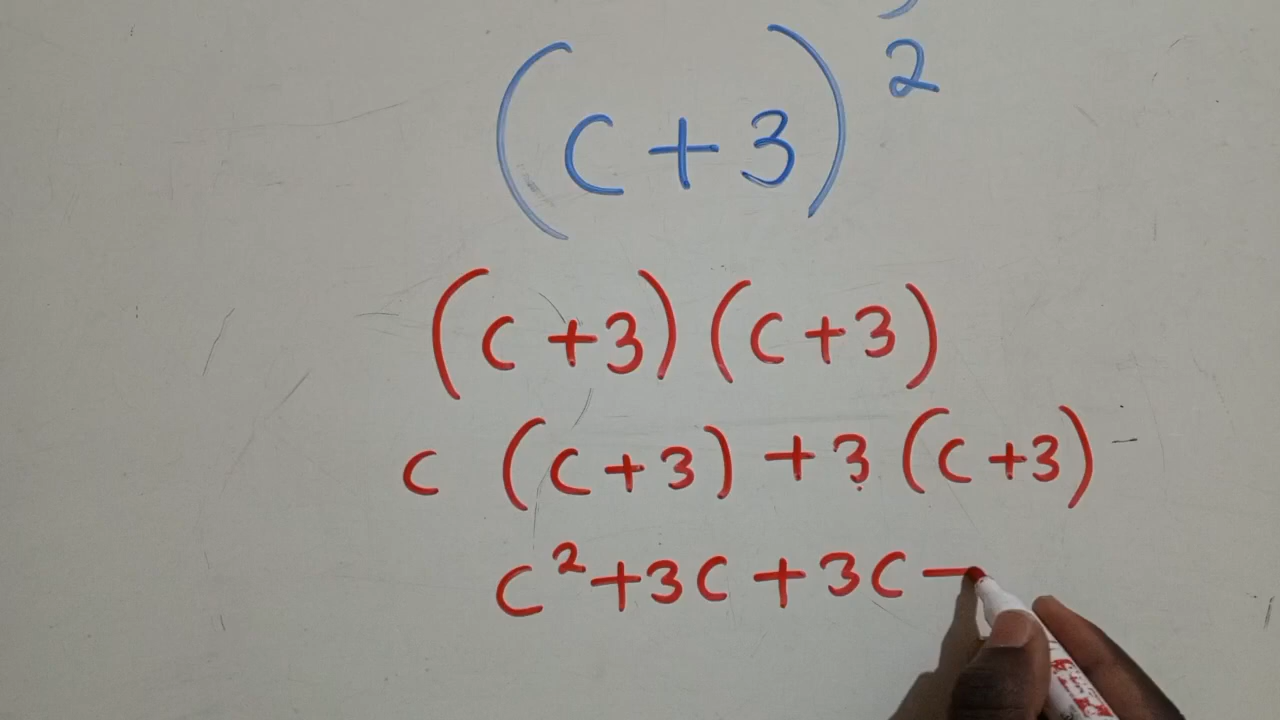 (c+3)²
(c+3)(c+3)
c (c+3) +3 (c+3)
c²+3c+3c−